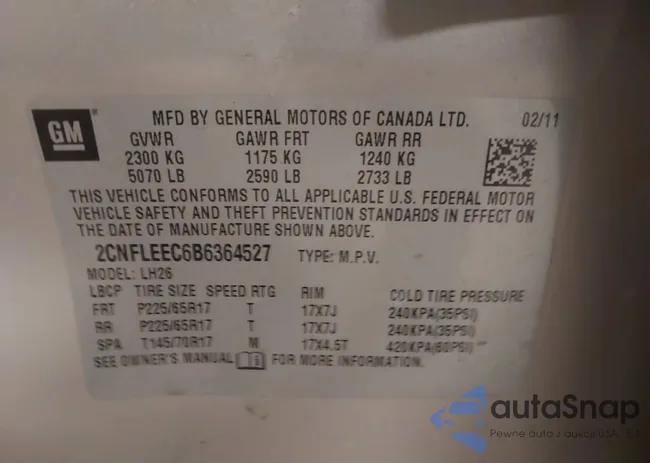 GM
MFD BY GENERAL MOTORS OF CANADA LTD. 02/11
GVWR GAWR FRT GAWR RR
2300 KG 1175 KG 1240 KG
5070 LB 2590 LB 2733 LB
THIS VEHICLE CONFORMS TO ALL APPLICABLE U.S. FEDERAL MOTOR
VEHICLE SAFETY AND THEFT PREVENTION STANDARDS IN EFFECT ON
THE DATE OF MANUFACTURE SHOWN ABOVE.
2CNFLEEC6B6364527 TYPE: M.P.V.
MODEL: LH26
LBCP TIRE SIZE SPEED RTG RIM COLD TIRE PRESSURE
FRT P225/65R17 T 17X7J 240KPA(35PSI)
RR P225/65R17 T 17X7J 240KPA(35PSI)
SPA T145/70R17 M 17X4.5T 420KPA(60PSI)
SEE OWNER'S MANUAL FOR MORE INFORMATION.
autaSnap
Pewne auta z aukcji USA